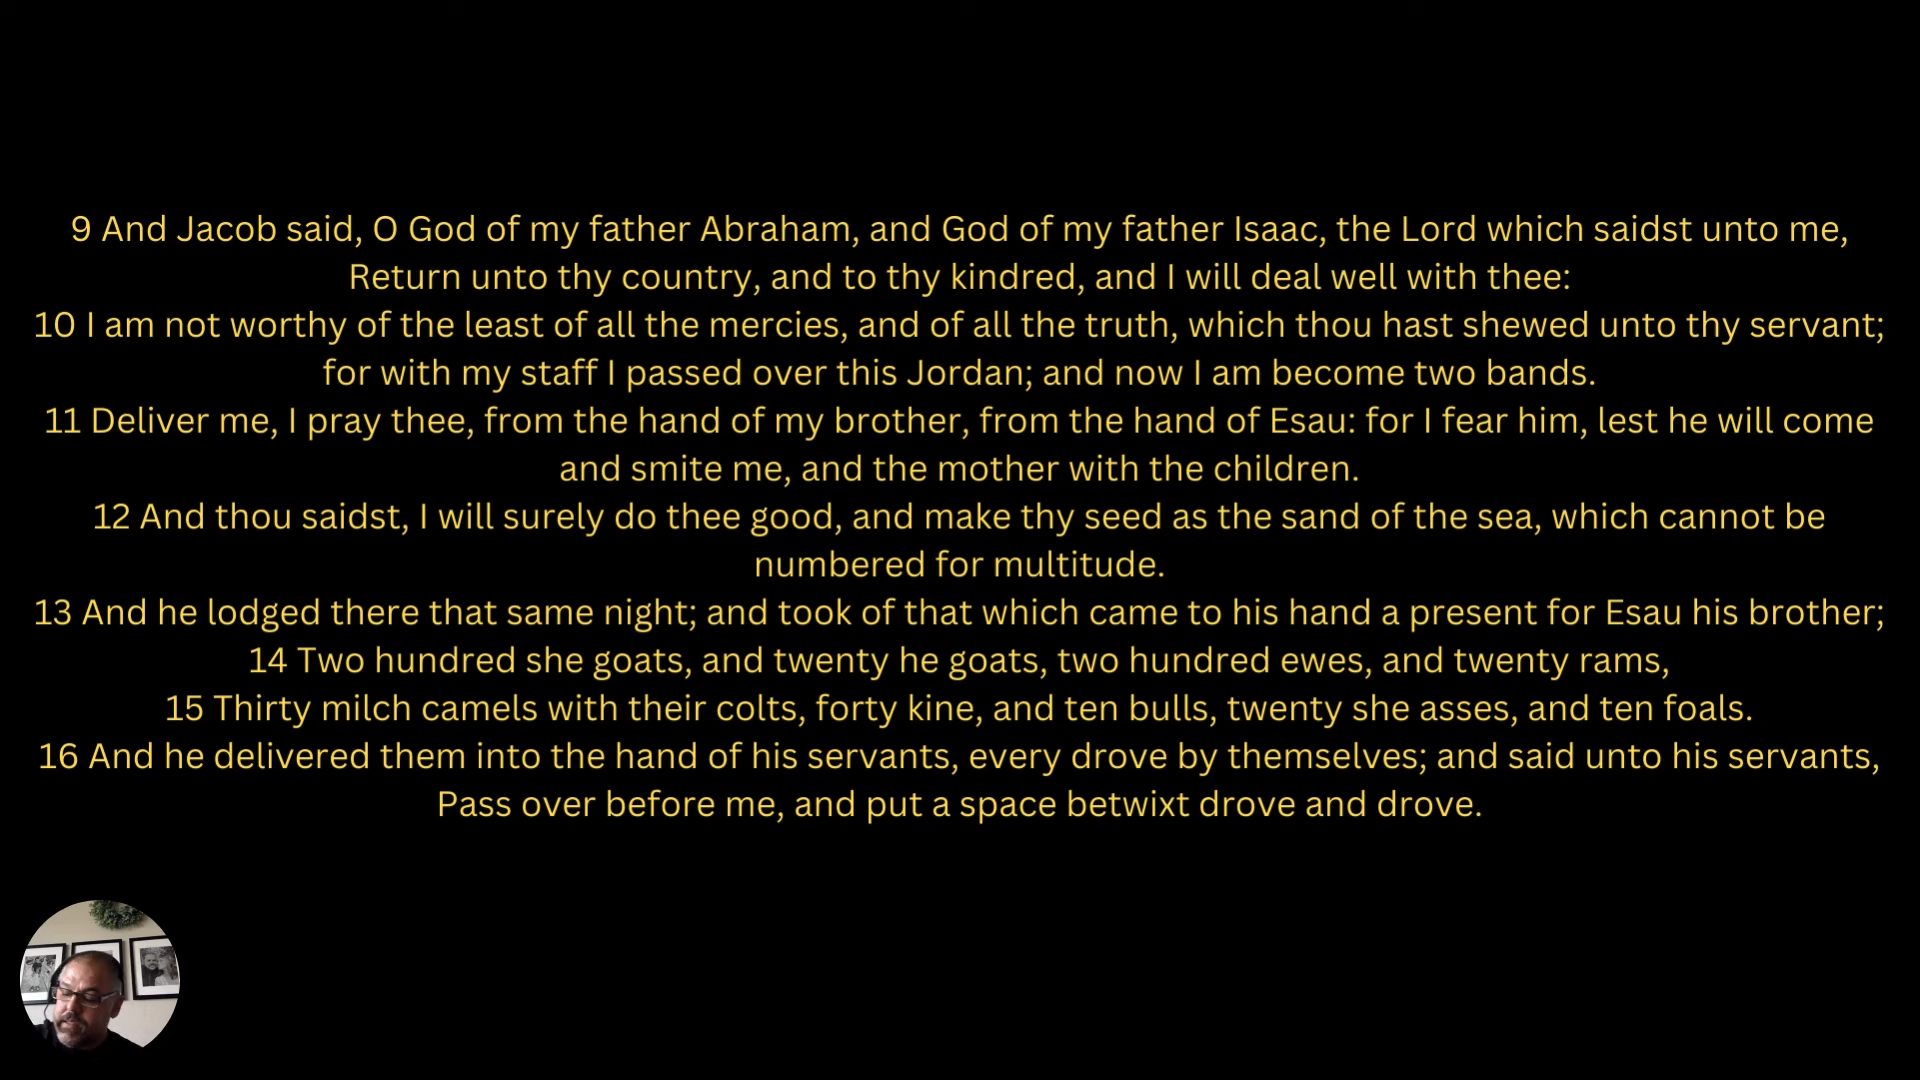 9 And Jacob said, O God of my father Abraham, and God of my father Isaac, the Lord which saidst unto me,
Return unto thy country, and to thy kindred, and I will deal well with thee:
10 I am not worthy of the least of all the mercies, and of all the truth, which thou hast shewed unto thy servant;
for with my staff I passed over this Jordan; and now I am become two bands.
11 Deliver me, I pray thee, from the hand of my brother, from the hand of Esau: for I fear him, lest he will come
and smite me, and the mother with the children.
12 And thou saidst, I will surely do thee good, and make thy seed as the sand of the sea, which cannot be
numbered for multitude.
13 And he lodged there that same night; and took of that which came to his hand a present for Esau his brother;
14 Two hundred she goats, and twenty he goats, two hundred ewes, and twenty rams,
15 Thirty milch camels with their colts, forty kine, and ten bulls, twenty she asses, and ten foals.
16 And he delivered them into the hand of his servants, every drove by themselves; and said unto his servants,
Pass over before me, and put a space betwixt drove and drove.